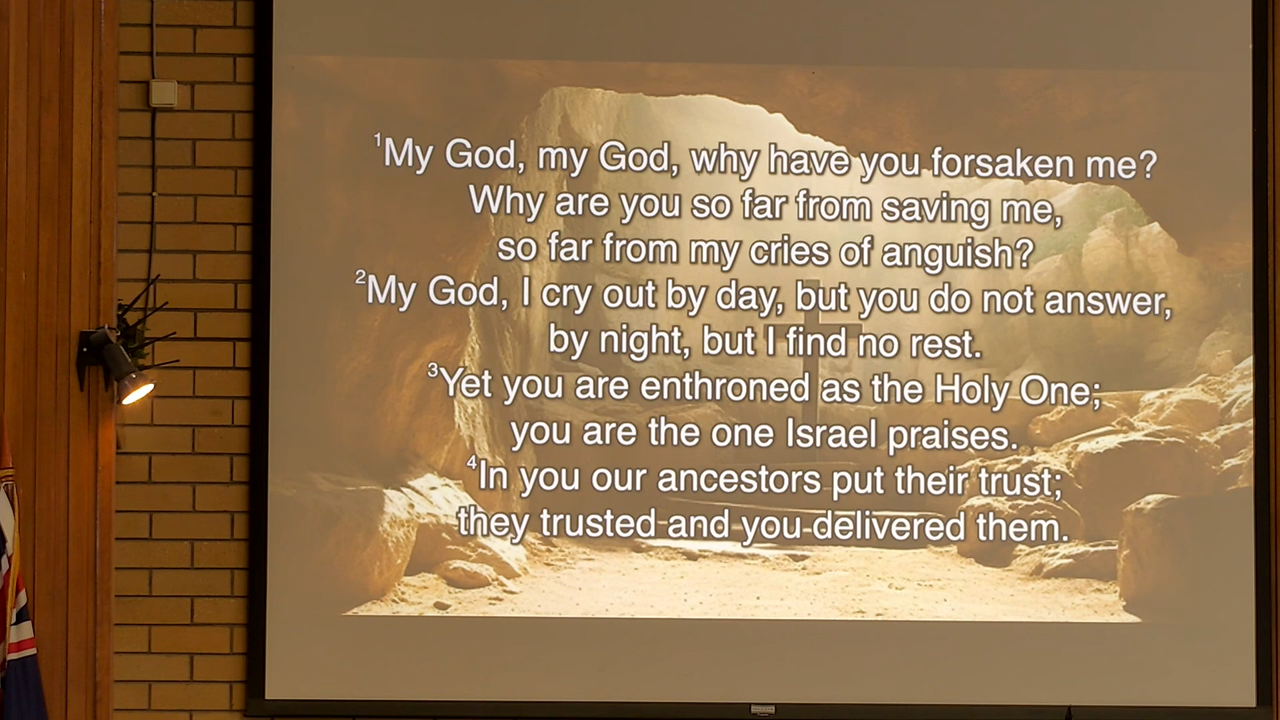 ¹My God, my God, why have you forsaken me?
Why are you so far from saving me,
so far from my cries of anguish?
²My God, I cry out by day, but you do not answer,
by night, but I find no rest.
³Yet you are enthroned as the Holy One;
you are the one Israel praises.
⁴In you our ancestors put their trust;
they trusted and you delivered them.